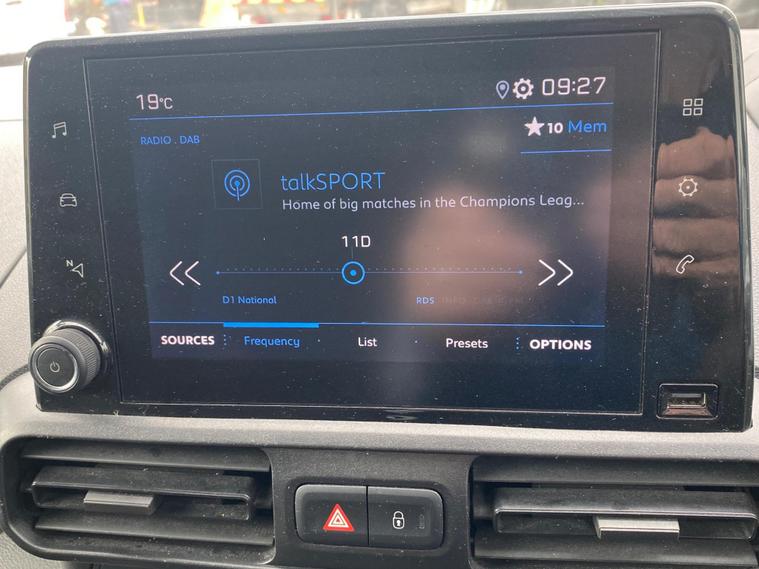 19°C
09:27
RADIO . DAB
10 Mem
talkSPORT
Home of big matches in the Champions Leag...
11D
D1 National
RDS INFO
SOURCES
Frequency
List
Presets
OPTIONS
N